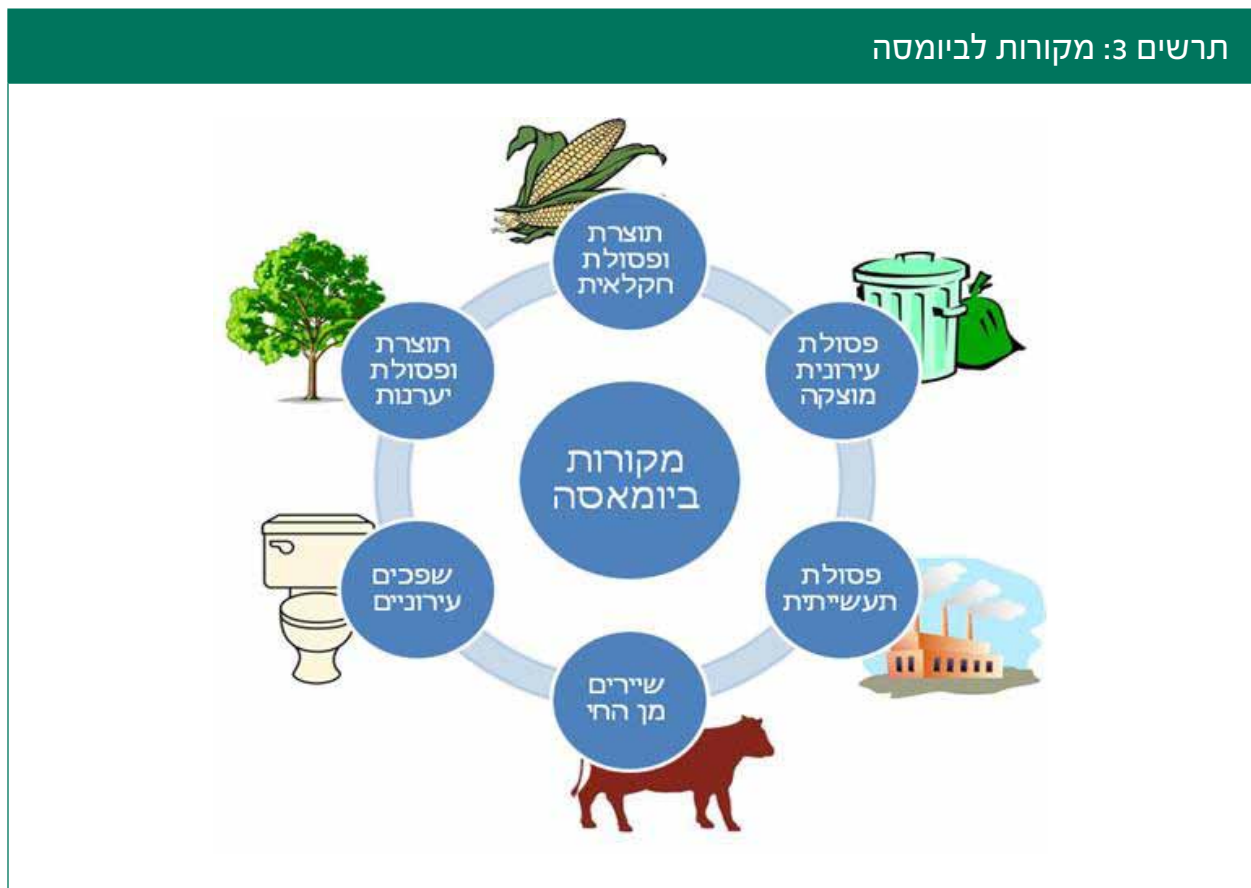 תרשים 3: מקורות לביומסה
תוצרת
ופסולת
חקלאית
פסולת
עירונית
מוצקה
פסולת
תעשייתית
שיירים
מן החי
שפכים
עירוניים
תוצרת
ופסולת
יערנות
מקורות
ביומאסה